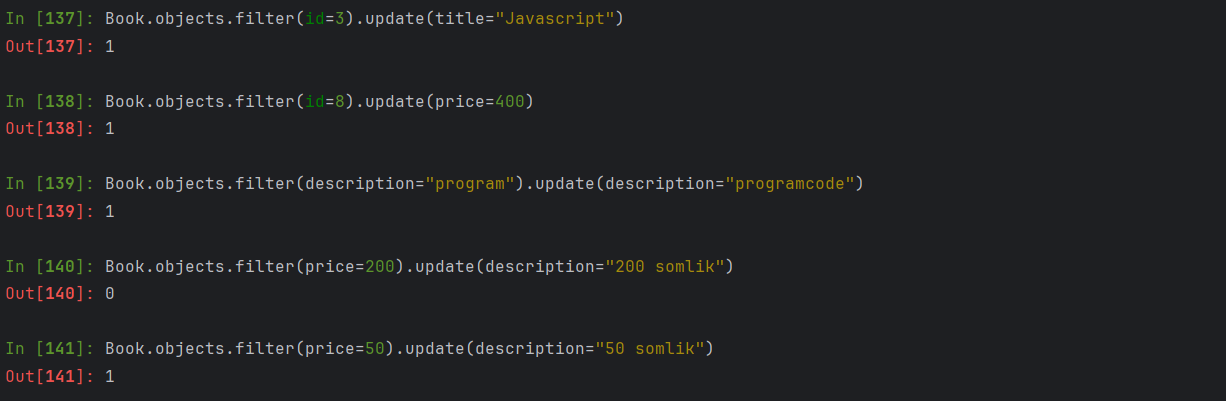 In [137]: Book.objects.filter(id=3).update(title="Javascript")
Out[137]: 1
In [138]: Book.objects.filter(id=8).update(price=400)
Out[138]: 1
In [139]: Book.objects.filter(description="program").update(description="programcode")
Out[139]: 1
In [140]: Book.objects.filter(price=200).update(description="200 somlik")
Out[140]: 0
In [141]: Book.objects.filter(price=50).update(description="50 somlik")
Out[141]: 1